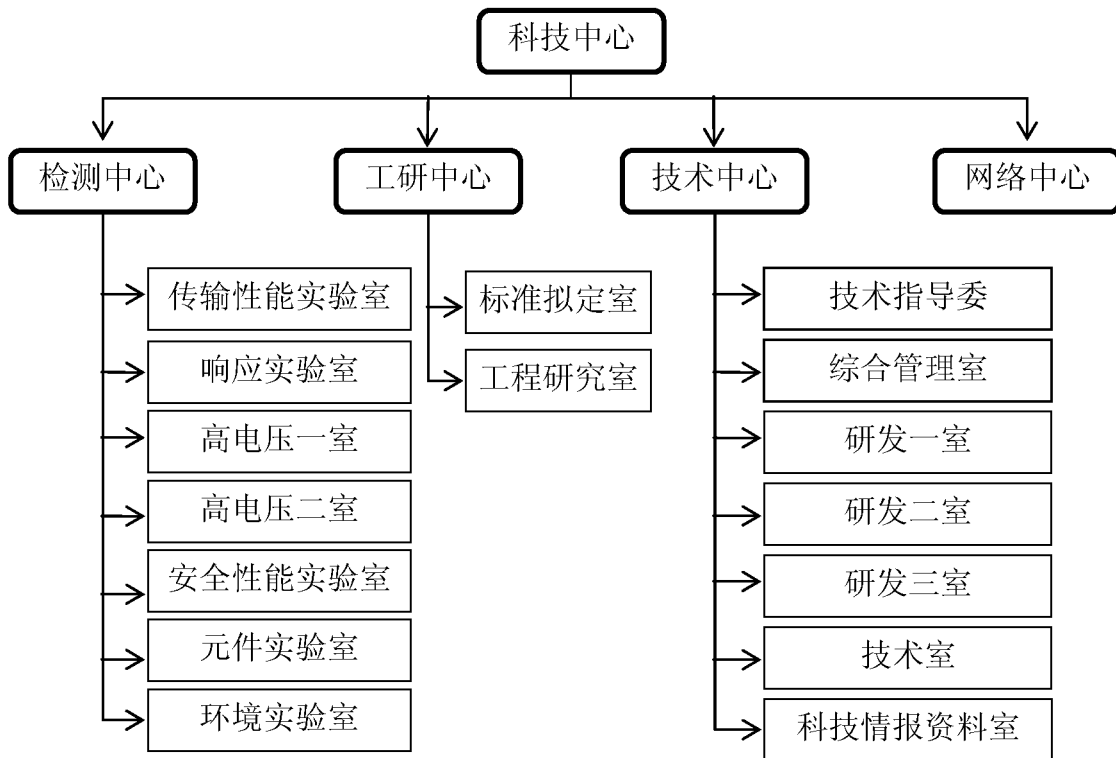 科技中心
检测中心
工研中心
技术中心
网络中心
传输性能实验室
响应实验室
高电压一室
高电压二室
安全性能实验室
元件实验室
环境实验室
标准拟定室
工程研究室
技术指导委
综合管理室
研发一室
研发二室
研发三室
技术室
科技情报资料室